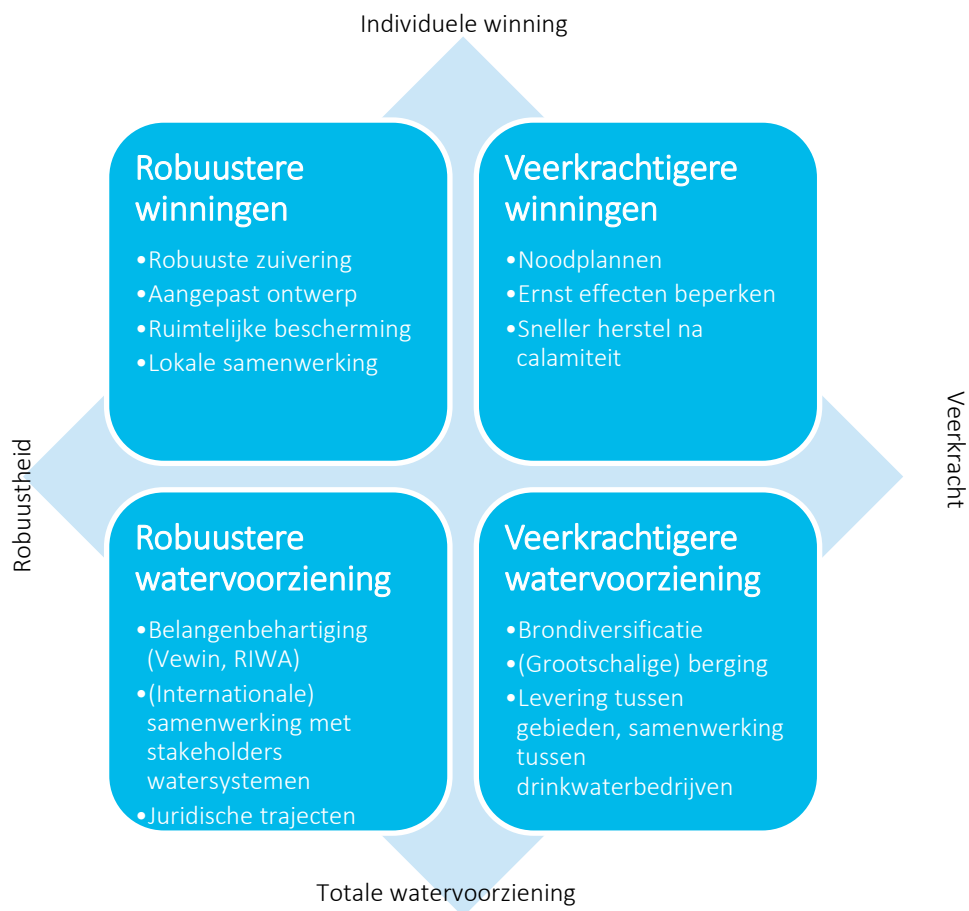 Individuele winning
Robuustere
winningen
•Robuuste zuivering
•Aangepast ontwerp
•Ruimtelijke bescherming
•Lokale samenwerking
Veerkrachtigere
winningen
•Noodplannen
•Ernst effecten beperken
•Sneller herstel na
calamiteit
Robuustheid
Veerkracht
Robuustere
watervoorziening
•Belangenbehartiging
(Vewin, RIWA)
•(Internationale)
samenwerking met
stakeholders
watersystemen
•Juridische trajecten
Veerkrachtigere
watervoorziening
•Brondiversificatie
•(Grootschalige) berging
•Levering tussen
gebieden, samenwerking
tussen
drinkwaterbedrijven
Totale watervoorziening